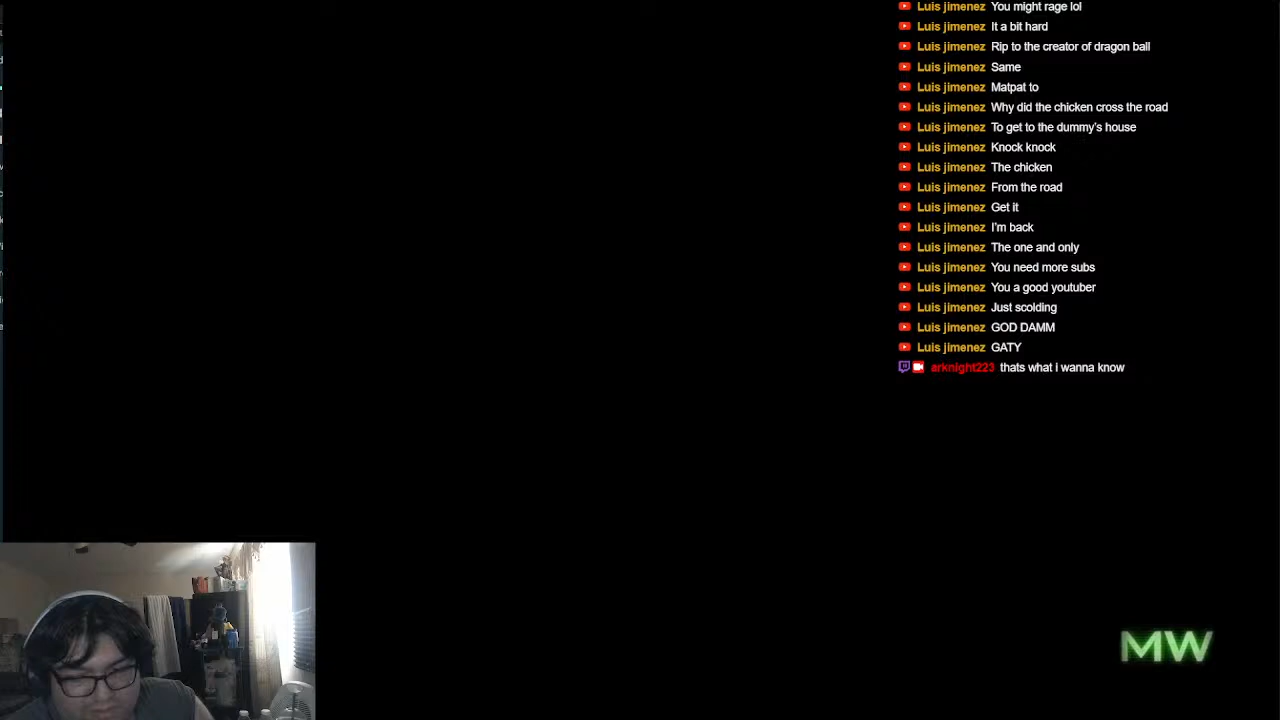 Luis jimenez You might rage lol
Luis jimenez It a bit hard
Luis jimenez Rip to the creator of dragon ball
Luis jimenez Same
Luis jimenez Matpat to
Luis jimenez Why did the chicken cross the road
Luis jimenez To get to the dummy's house
Luis jimenez Knock knock
Luis jimenez The chicken
Luis jimenez From the road
Luis jimenez Get it
Luis jimenez I'm back
Luis jimenez The one and only
Luis jimenez You need more subs
Luis jimenez You a good youtuber
Luis jimenez Just scolding
Luis jimenez GOD DAMM
Luis jimenez GATY
arknight223 thats what i wanna know
MW